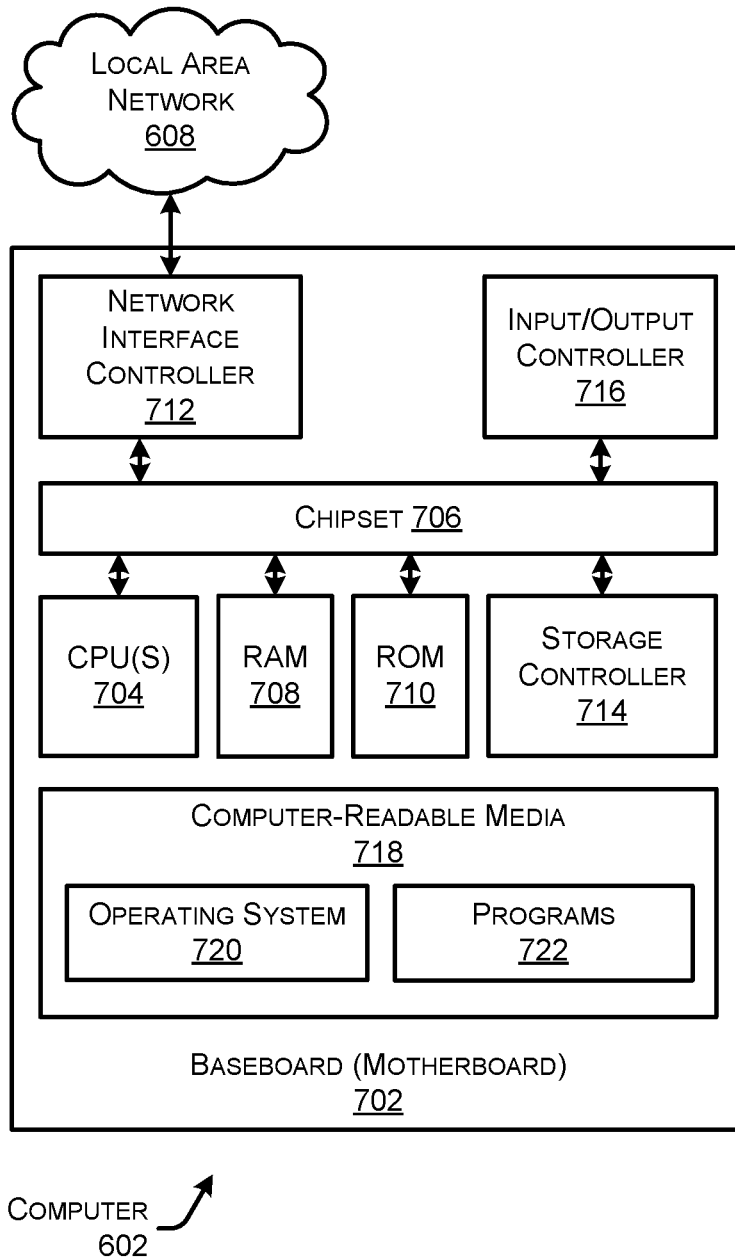 LOCAL AREA
NETWORK
608
NETWORK
INTERFACE
CONTROLLER
712
INPUT/OUTPUT
CONTROLLER
716
CHIPSET 706
CPU(S)
704
RAM
708
ROM
710
STORAGE
CONTROLLER
714
COMPUTER-READABLE MEDIA
718
OPERATING SYSTEM
720
PROGRAMS
722
BASEBOARD (MOTHERBOARD)
702
COMPUTER
602